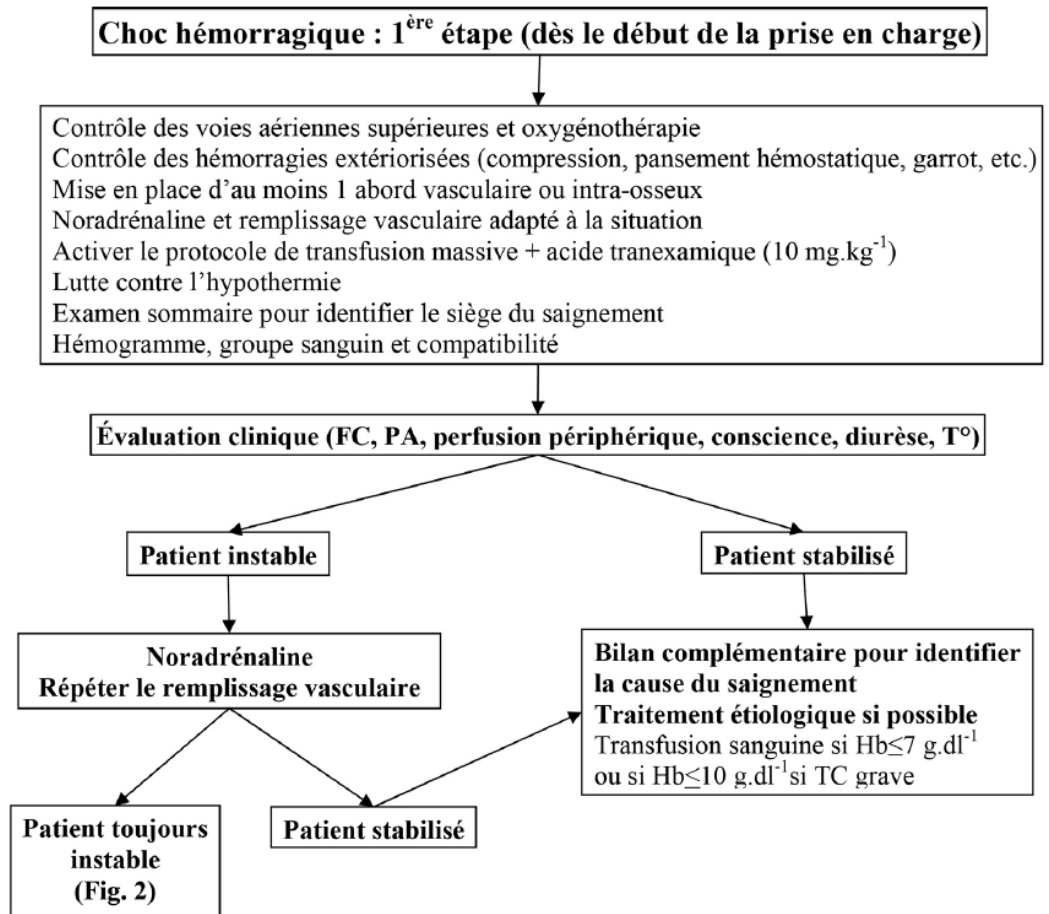 Choc hémorragique : 1ère étape (dès le début de la prise en charge)
Contrôle des voies aériennes supérieures et oxygénothérapie
Contrôle des hémorragies extériorisées (compression, pansement hémostatique, garrot, etc.)
Mise en place d’au moins 1 abord vasculaire ou intra-osseux
Noradrénaline et remplissage vasculaire adapté à la situation
Activer le protocole de transfusion massive + acide tranexamique (10 mg.kg⁻¹)
Lutte contre l’hypothermie
Examen sommaire pour identifier le siège du saignement
Hémogramme, groupe sanguin et compatibilité
Évaluation clinique (FC, PA, perfusion périphérique, conscience, diurèse, T°)
Patient instable
Patient stabilisé
Noradrénaline
Répéter le remplissage vasculaire
Bilan complémentaire pour identifier
la cause du saignement
Traitement étiologique si possible
Transfusion sanguine si Hb≤7 g.dl⁻¹
ou si Hb≤10 g.dl⁻¹si TC grave
Patient toujours
instable
(Fig. 2)
Patient stabilisé